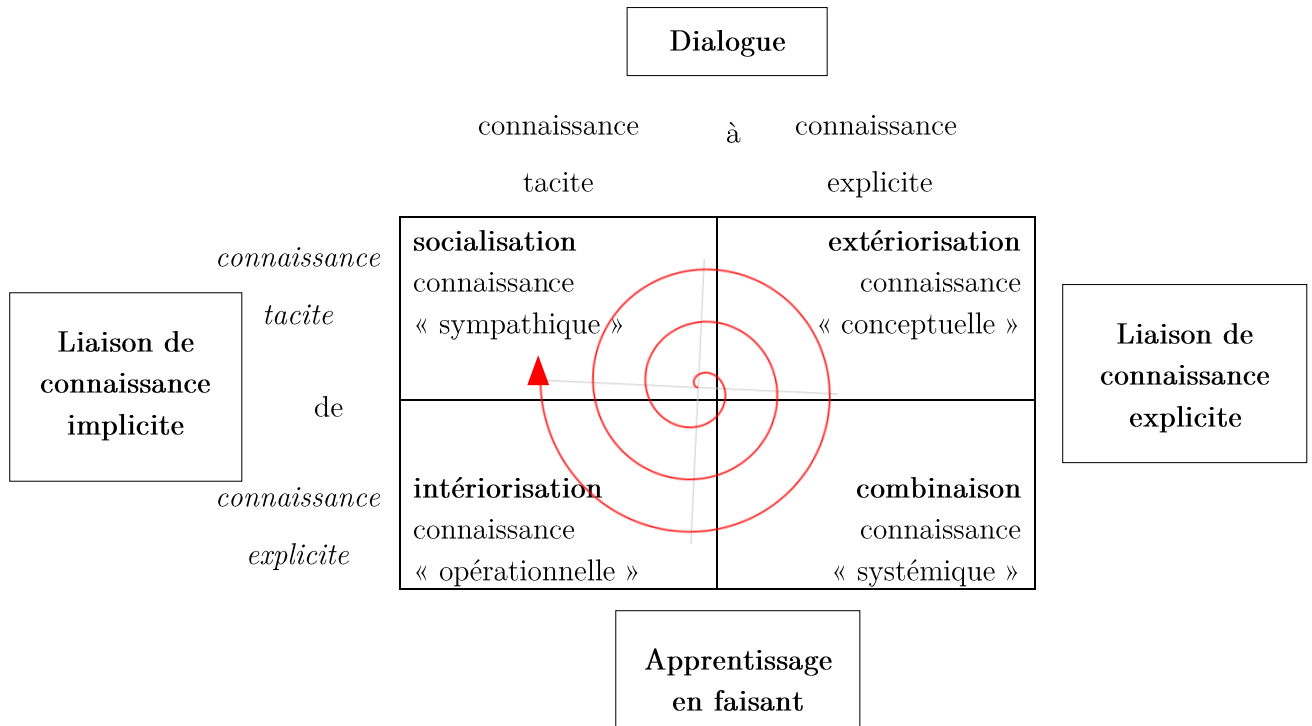 Dialogue
connaissance
tacite
à
connaissance
explicite
connaissance
tacite
de
connaissance
explicite
Liaison de
connaissance
implicite
socialisation
connaissance
« sympathique »
extériorisation
connaissance
« conceptuelle »
intériorisation
connaissance
« opérationnelle »
combinaison
connaissance
« systémique »
Liaison de
connaissance
explicite
Apprentissage
en faisant